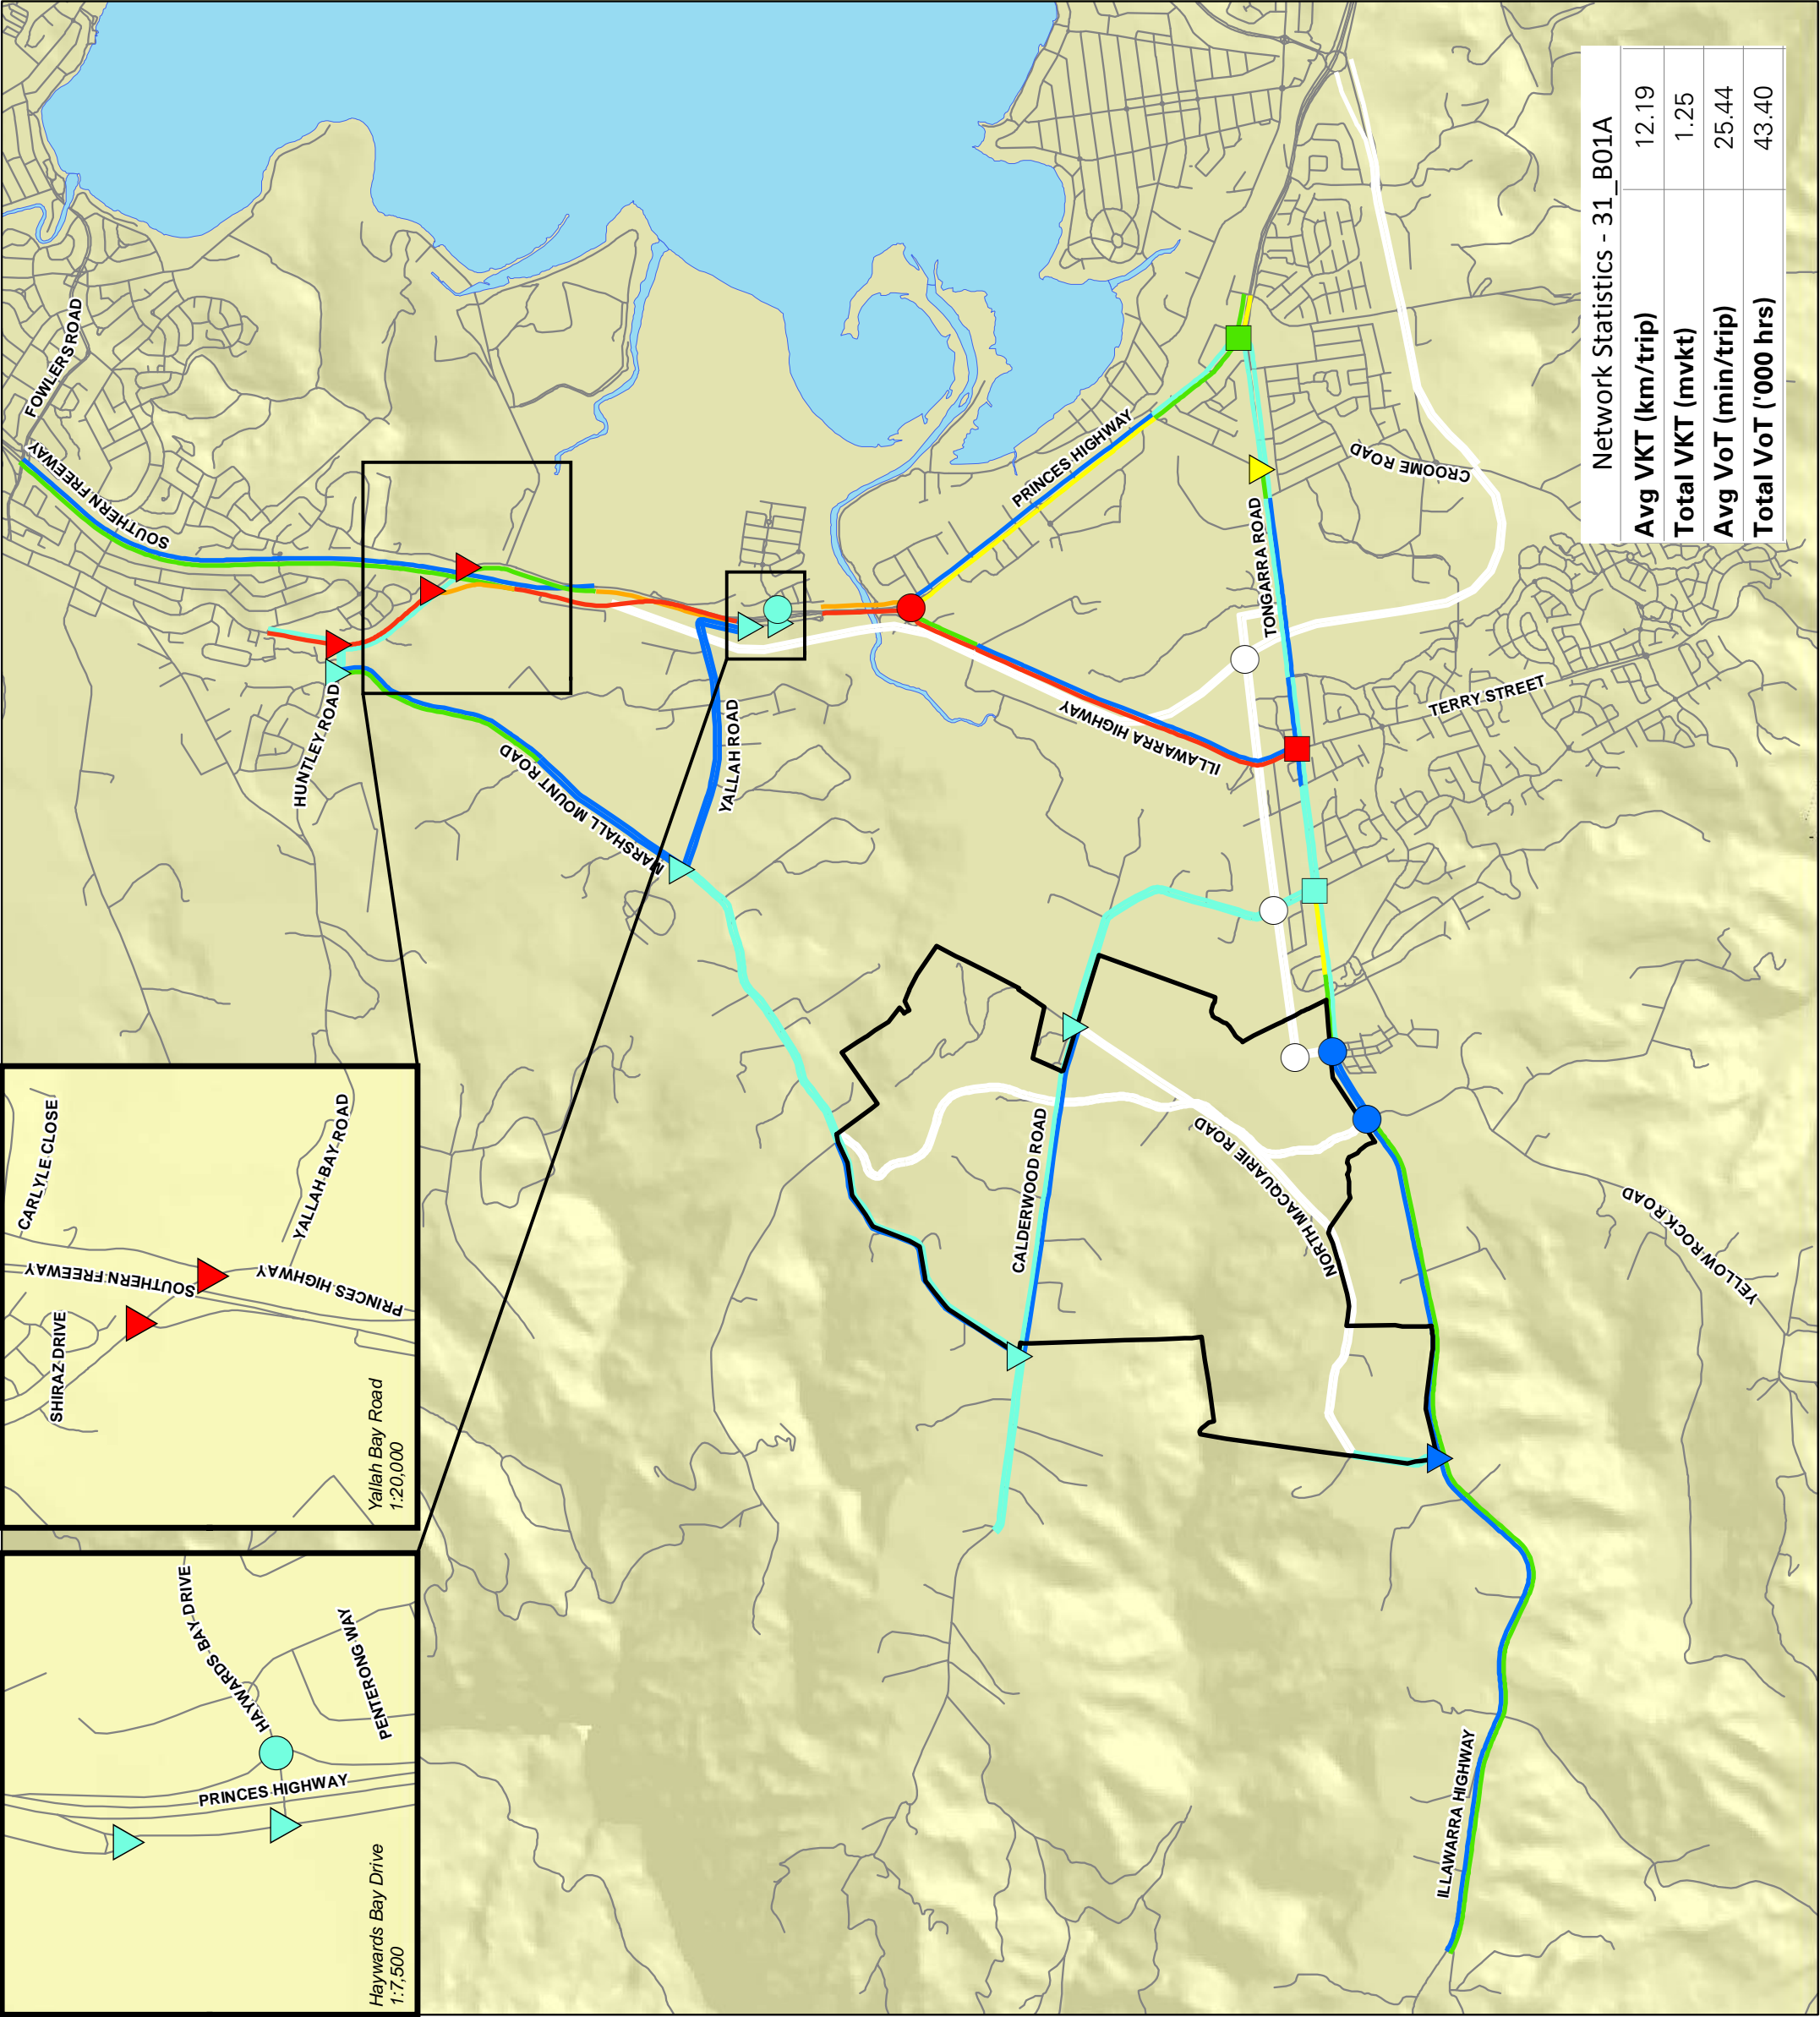 Haywards Bay Drive
1:7,500
HAYWARDS BAY DRIVE
PENTERONG WAY
PRINCES HIGHWAY
Yallah Bay Road
1:20,000
CARLYLE CLOSE
SHIRAZ DRIVE
SOUTHERN FREEWAY
YALLAH BAY ROAD
PRINCES HIGHWAY
FOWLERS ROAD
SOUTHERN FREEWAY
HUNTLEY ROAD
MARSHALL MOUNT ROAD
YALLAH ROAD
PRINCES HIGHWAY
ILLAWARRA HIGHWAY
TONGARRA ROAD
CROOME ROAD
TERRY STREET
CALDERWOOD ROAD
NORTH MACQUARIE ROAD
YELLOW ROCK ROAD
ILLAWARRA HIGHWAY
Network Statistics - 31_B01A
Avg VKT (km/trip) 12.19
Total VKT (mvkt) 1.25
Avg VoT (min/trip) 25.44
Total VoT ('000 hrs) 43.40